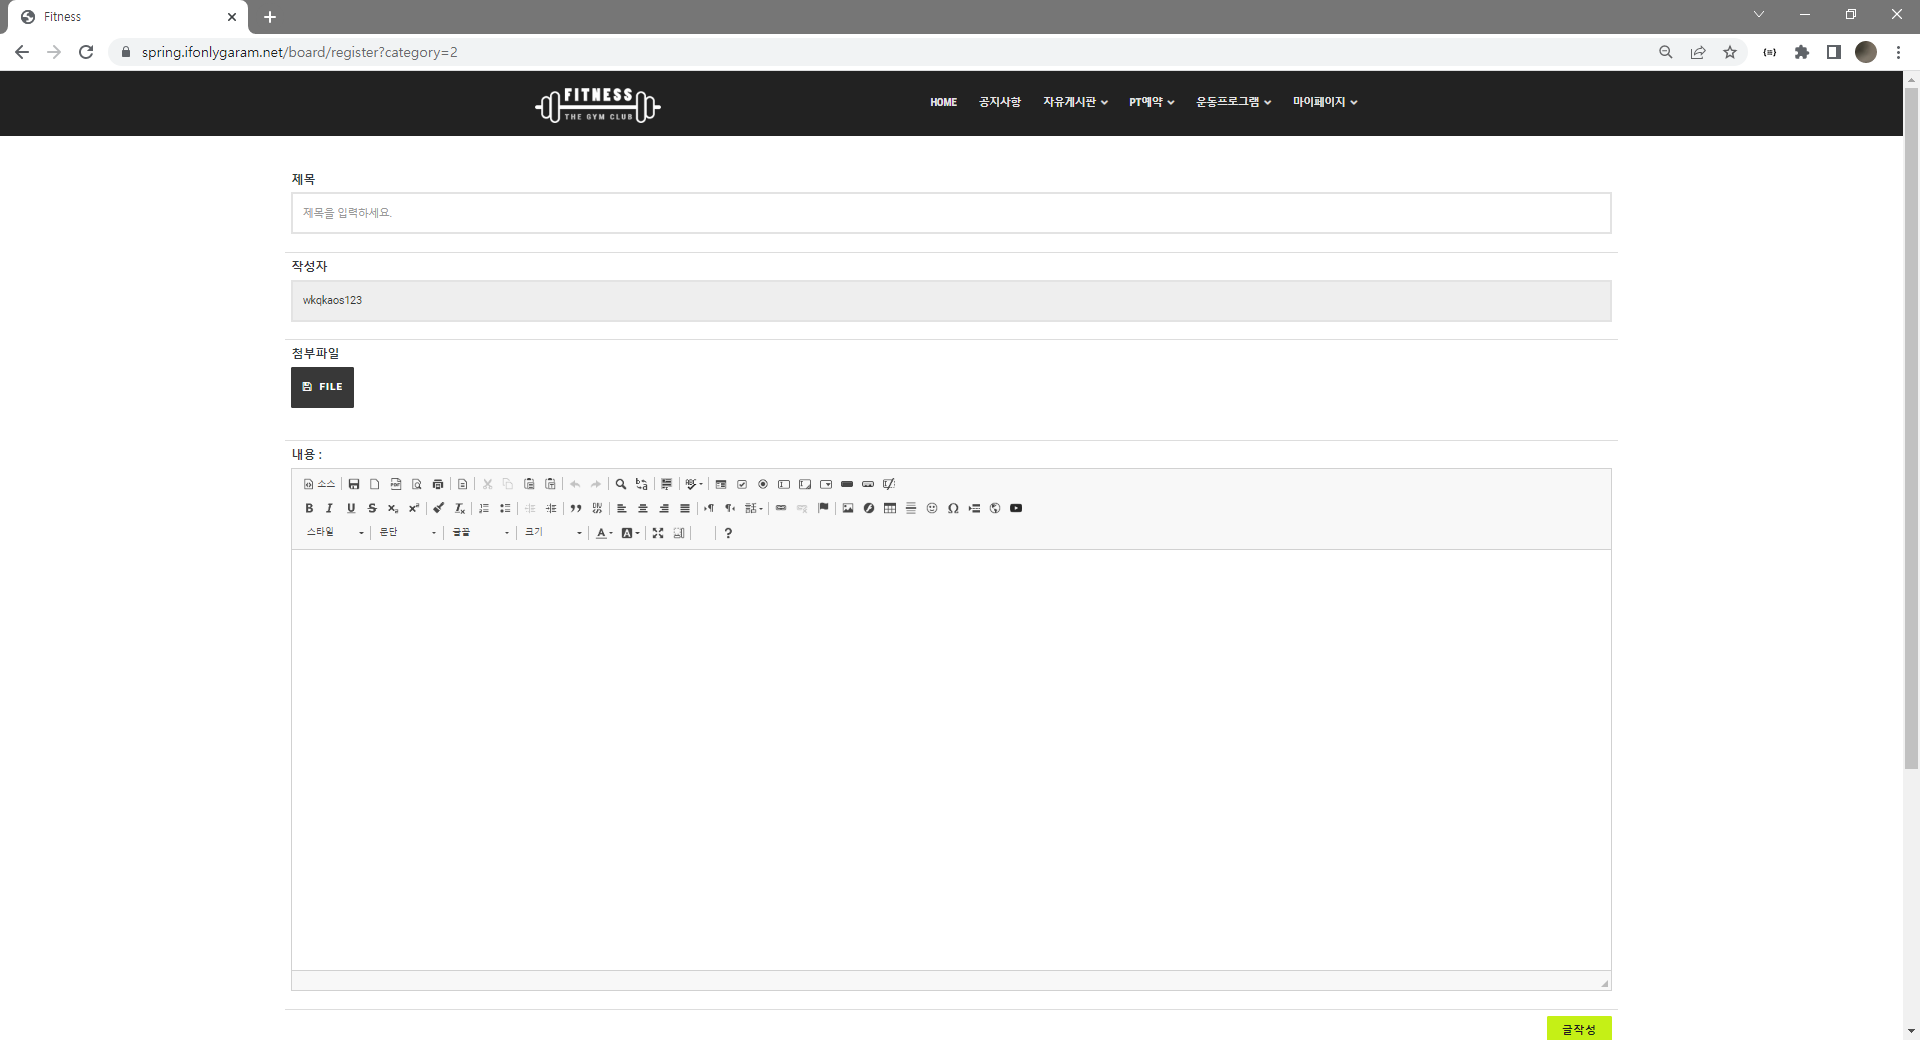 Fitness
spring.ifonlygaram.net/board/register?category=2
FITNESS
THE GYM CLUB
HOME 공지사항 자유게시판 PT예약 운동프로그램 마이페이지
제목
제목을 입력하세요.
작성자
wkqkaos123
첨부파일
FILE
내용 :
소스
스타일 문단 글꼴 크기
글작성